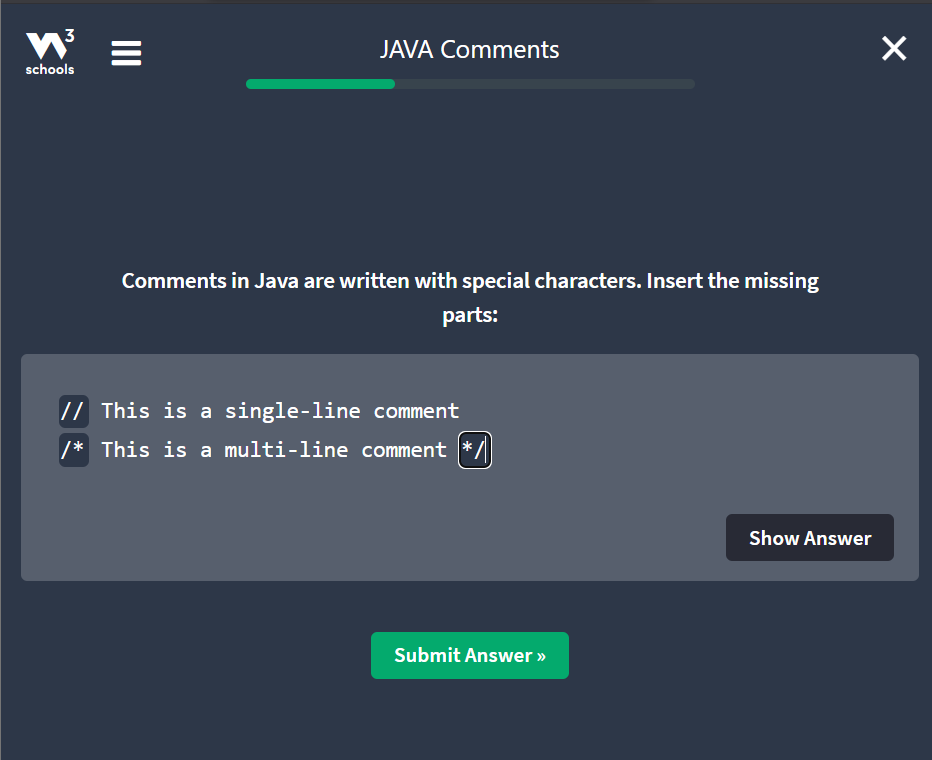 3
schools
JAVA Comments
Comments in Java are written with special characters. Insert the missing
parts:
// This is a single-line comment
/* This is a multi-line comment */
Show Answer
Submit Answer »